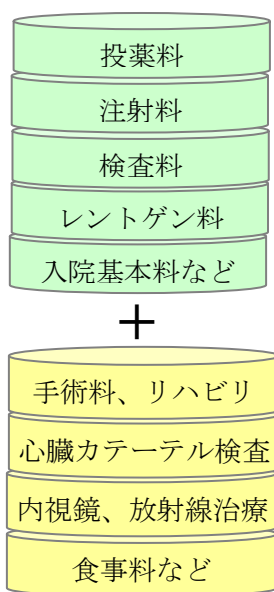 投薬料
注射料
検査料
レントゲン料
入院基本料など
＋
手術料、リハビリ
心臓カテーテル検査
内視鏡、放射線治療
食事料など